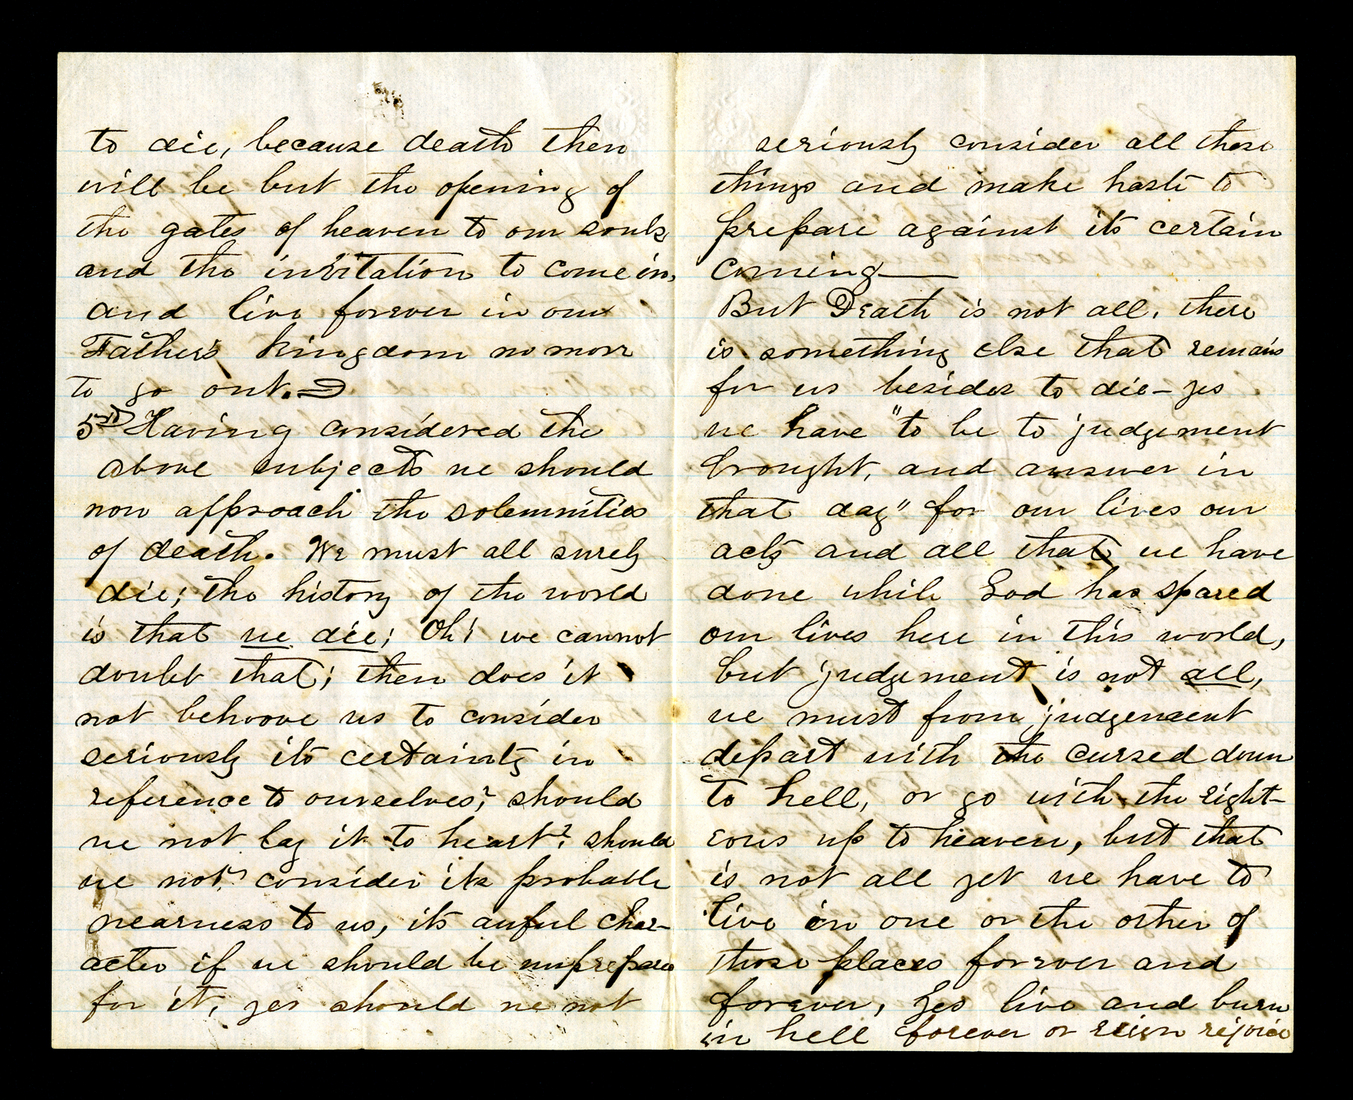 to die, because death then
will be but the opening of
the gates of heaven to our souls
and the invitation to come in,
and live forever in our
Father's kingdom no more
to go out.
5th Having considered the
above subjects we should
now approach the solemnities
of death. We must all surely
die; the history of the world
is that we die; Oh! we cannot
doubt that; then does it
not behoove us to consider
seriously its certainty in
reference to ourselves? should
we not lay it to heart? should
we not? consider its probable
nearness to us, its awful char-
acter if we should be unprepared
for it, yes should we not
seriously consider all these
things and make haste to
prepare against its certain
coming—
But Death is not all, there
is something else that remains
for us besides to die – yes
we have "to be to judgement
brought, and answer in
that day" for our lives our
acts and all that we have
done while God has spared
our lives here in this world,
but judgement is not all,
we must from judgement
depart with the cursed down
to hell, or go with the right-
eous up to heaven, but that
is not all yet we have to
live in one or the other of
those places forever and
forever, yes live and burn
in hell forever or reign rejoice